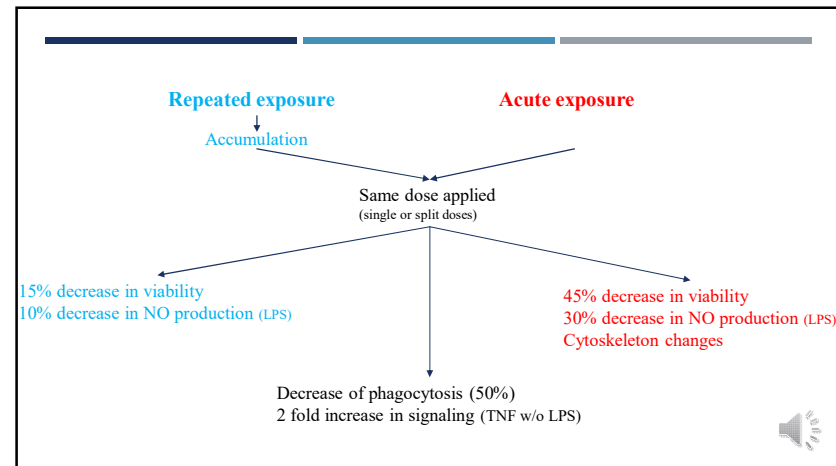 Repeated exposure
Acute exposure
Accumulation
Same dose applied
(single or split doses)
15% decrease in viability
10% decrease in NO production (LPS)
45% decrease in viability
30% decrease in NO production (LPS)
Cytoskeleton changes
Decrease of phagocytosis (50%)
2 fold increase in signaling (TNF w/o LPS)